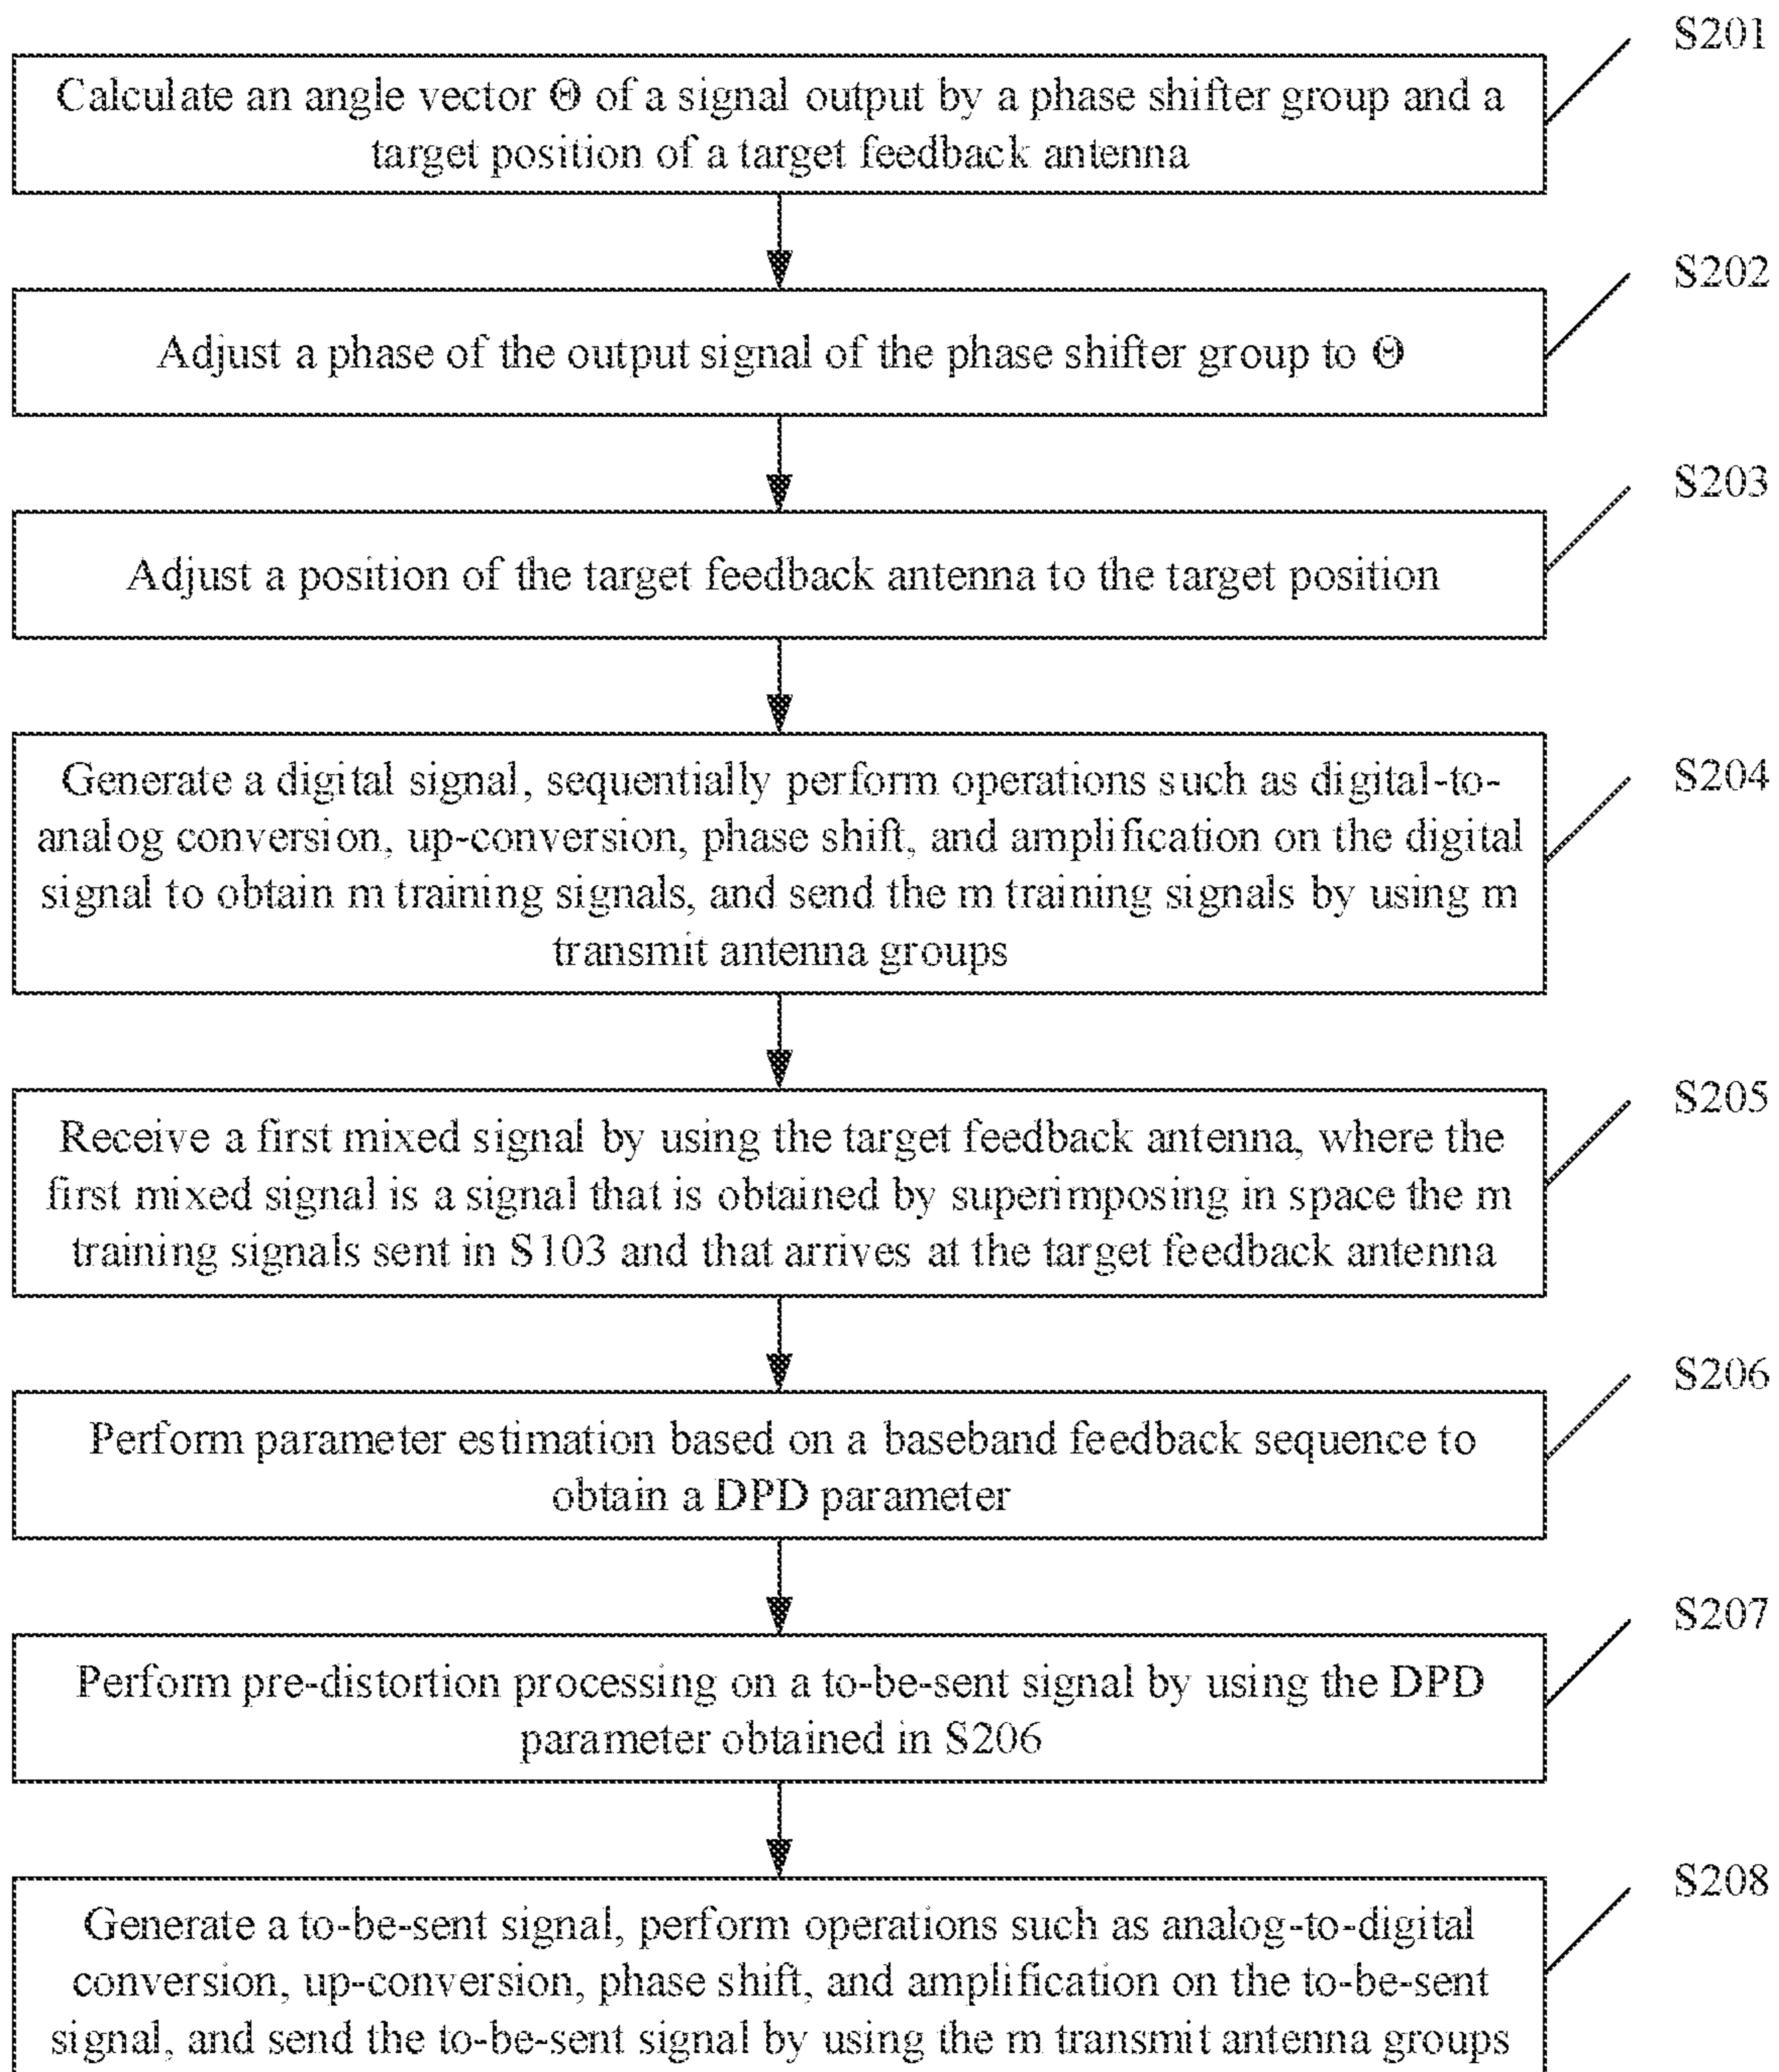 S201
Calculate an angle vector Θ of a signal output by a phase shifter group and a
target position of a target feedback antenna
S202
Adjust a phase of the output signal of the phase shifter group to Θ
S203
Adjust a position of the target feedback antenna to the target position
S204
Generate a digital signal, sequentially perform operations such as digital-to-
analog conversion, up-conversion, phase shift, and amplification on the digital
signal to obtain m training signals, and send the m training signals by using m
transmit antenna groups
S205
Receive a first mixed signal by using the target feedback antenna, where the
first mixed signal is a signal that is obtained by superimposing in space the m
training signals sent in S103 and that arrives at the target feedback antenna
S206
Perform parameter estimation based on a baseband feedback sequence to
obtain a DPD parameter
S207
Perform pre-distortion processing on a to-be-sent signal by using the DPD
parameter obtained in S206
S208
Generate a to-be-sent signal, perform operations such as analog-to-digital
conversion, up-conversion, phase shift, and amplification on the to-be-sent
signal, and send the to-be-sent signal by using the m transmit antenna groups